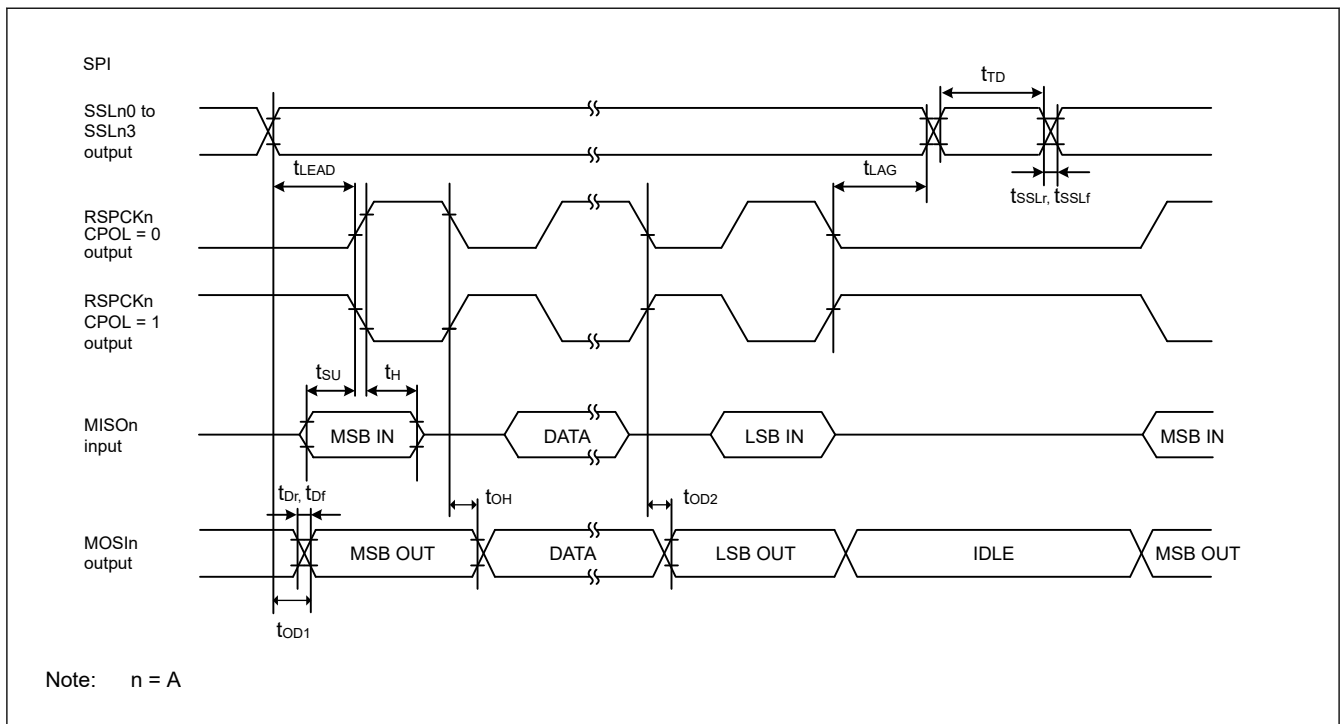 SPI
tTD
SSLn0 to
SSLn3
output
tLEAD
tLAG
tSSLr, tSSLf
RSPCKn
CPOL = 0
output
RSPCKn
CPOL = 1
output
tSU
tH
MISOn
input
MSB IN
DATA
LSB IN
MSB IN
tDr, tDf
tOH
tOD2
MOSIn
output
MSB OUT
DATA
LSB OUT
IDLE
MSB OUT
tOD1
Note: n = A